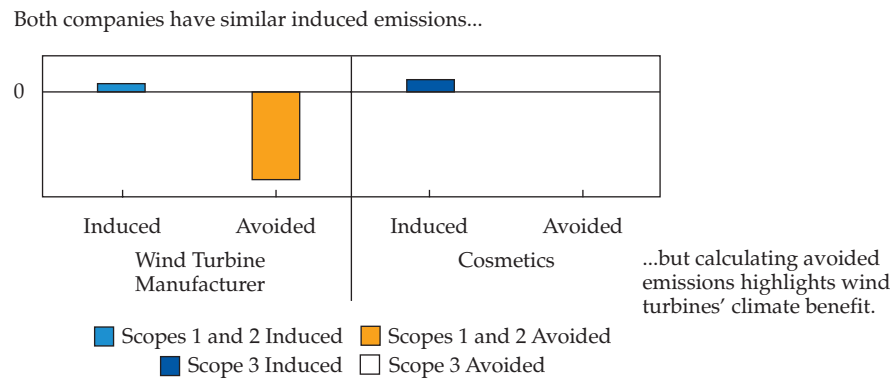 Both companies have similar induced emissions...
0
Induced Avoided Induced Avoided
Wind Turbine
Manufacturer
Cosmetics
...but calculating avoided
emissions highlights wind
turbines’ climate benefit.
Scopes 1 and 2 Induced Scopes 1 and 2 Avoided
Scope 3 Induced Scope 3 Avoided